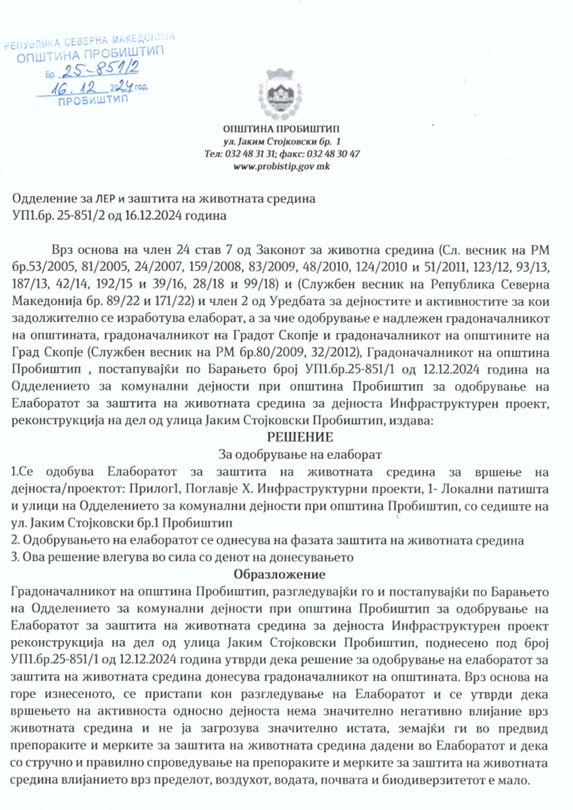 РЕПУБЛИКА СЕВЕРНА МАКЕДОНИЈА
ОПШТИНА ПРОБИШТИП
Бр. 25-851/2
16.12 2024 год.
ПРОБИШТИП
ОПШТИНА ПРОБИШТИП
ул. Јаким Стојковски бр. 1
Тел: 032 48 31 31; факс: 032 48 30 47
www.probistip.gov mk
Одделение за ЛЕР и заштита на животната средина
УП1.бр. 25-851/2 од 16.12.2024 година
Врз основа на член 24 став 7 од Законот за животна средина (Сл. весник на РМ
бр.53/2005, 81/2005, 24/2007, 159/2008, 83/2009, 48/2010, 124/2010 и 51/2011, 123/12, 93/13,
187/13, 42/14, 192/15 и 39/16, 28/18 и 99/18) и (Службен весник на Република Северна
Македонија бр. 89/22 и 171/22) и член 2 од Уредбата за дејностите и активностите за кои
задолжително се изработува елаборат, а за чие одобрување е надлежен градоначалникот
на општината, градоначалникот на Градот Скопје и градоначалникот на општините на
Град Скопје (Службен весник на РМ бр.80/2009, 32/2012), Градоначалникот на општина
Пробиштип , постапувајќи по Барањето број УП1.бр.25-851/1 од 12.12.2024 година на
Одделението за комунални дејности при општина Пробиштип за одобрување на
Елаборатот за заштита на животната средина за дејноста Инфраструктурен проект,
реконструкција на дел од улица Јаким Стојковски Пробиштип, издава:
РЕШЕНИЕ
За одобрување на елаборат
1.Се одобува Елаборатот за заштита на животната средина за вршење на
дејноста/проектот: Прилог1, Поглавје X. Инфраструктурни проекти, 1- Локални патишта
и улици на Одделението за комунални дејности при општина Пробиштип, со седиште на
ул. Јаким Стојковски бр.1 Пробиштип
2. Одобрувањето на елаборатот се однесува на фазата заштита на животната средина
3. Ова решение влегува во сила со денот на донесувањето
Образложение
Градоначалникот на општина Пробиштип, разгледувајќи го и постапувајќи по Барањето
на Одделението за комунални дејности при општина Пробиштип за одобрување на
Елаборатот за заштита на животната средина за дејноста Инфраструктурен проект
реконструкција на дел од улица Јаким Стојковски Пробиштип, поднесено под број
УП1.бр.25-851/1 од 12.12.2024 година утврди дека решение за одобрување на елаборатот за
заштита на животната средина донесува градоначалникот на општината. Врз основа на
горе изнесеното, се пристапи кон разгледување на Елаборатот и се утврди дека
вршењето на активноста односно дејноста нема значително негативно влијание врз
животната средина и не ја загрозува значително истата, земајќи ги во предвид
препораките и мерките за заштита на животната средина дадени во Елаборатот и дека
со стручно и правилно спроведување на препораките и мерките за заштита на животната
средина влијанието врз пределот, воздухот, водата, почвата и биодиверзитетот е мало.